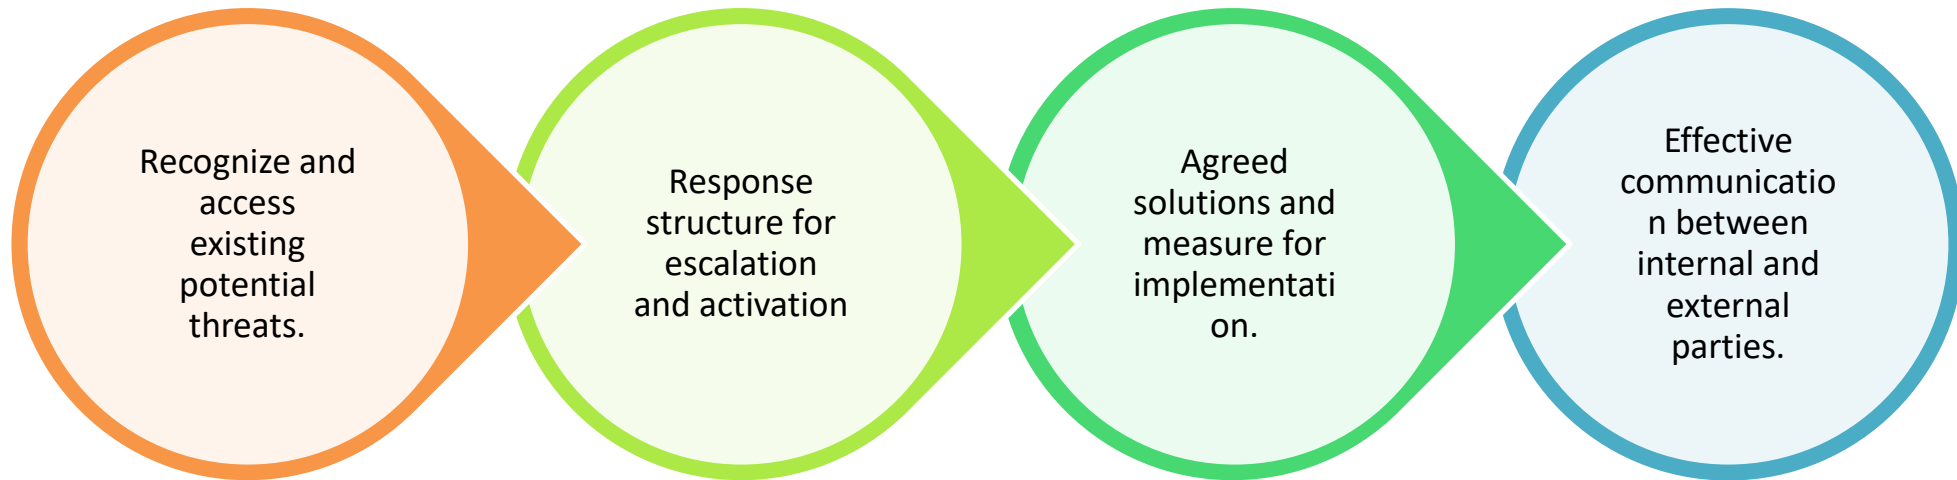 Recognize and
access
existing
potential
threats.
Response
structure for
escalation
and activation
Agreed
solutions and
measure for
implementati
on.
Effective
communicatio
n between
internal and
external
parties.